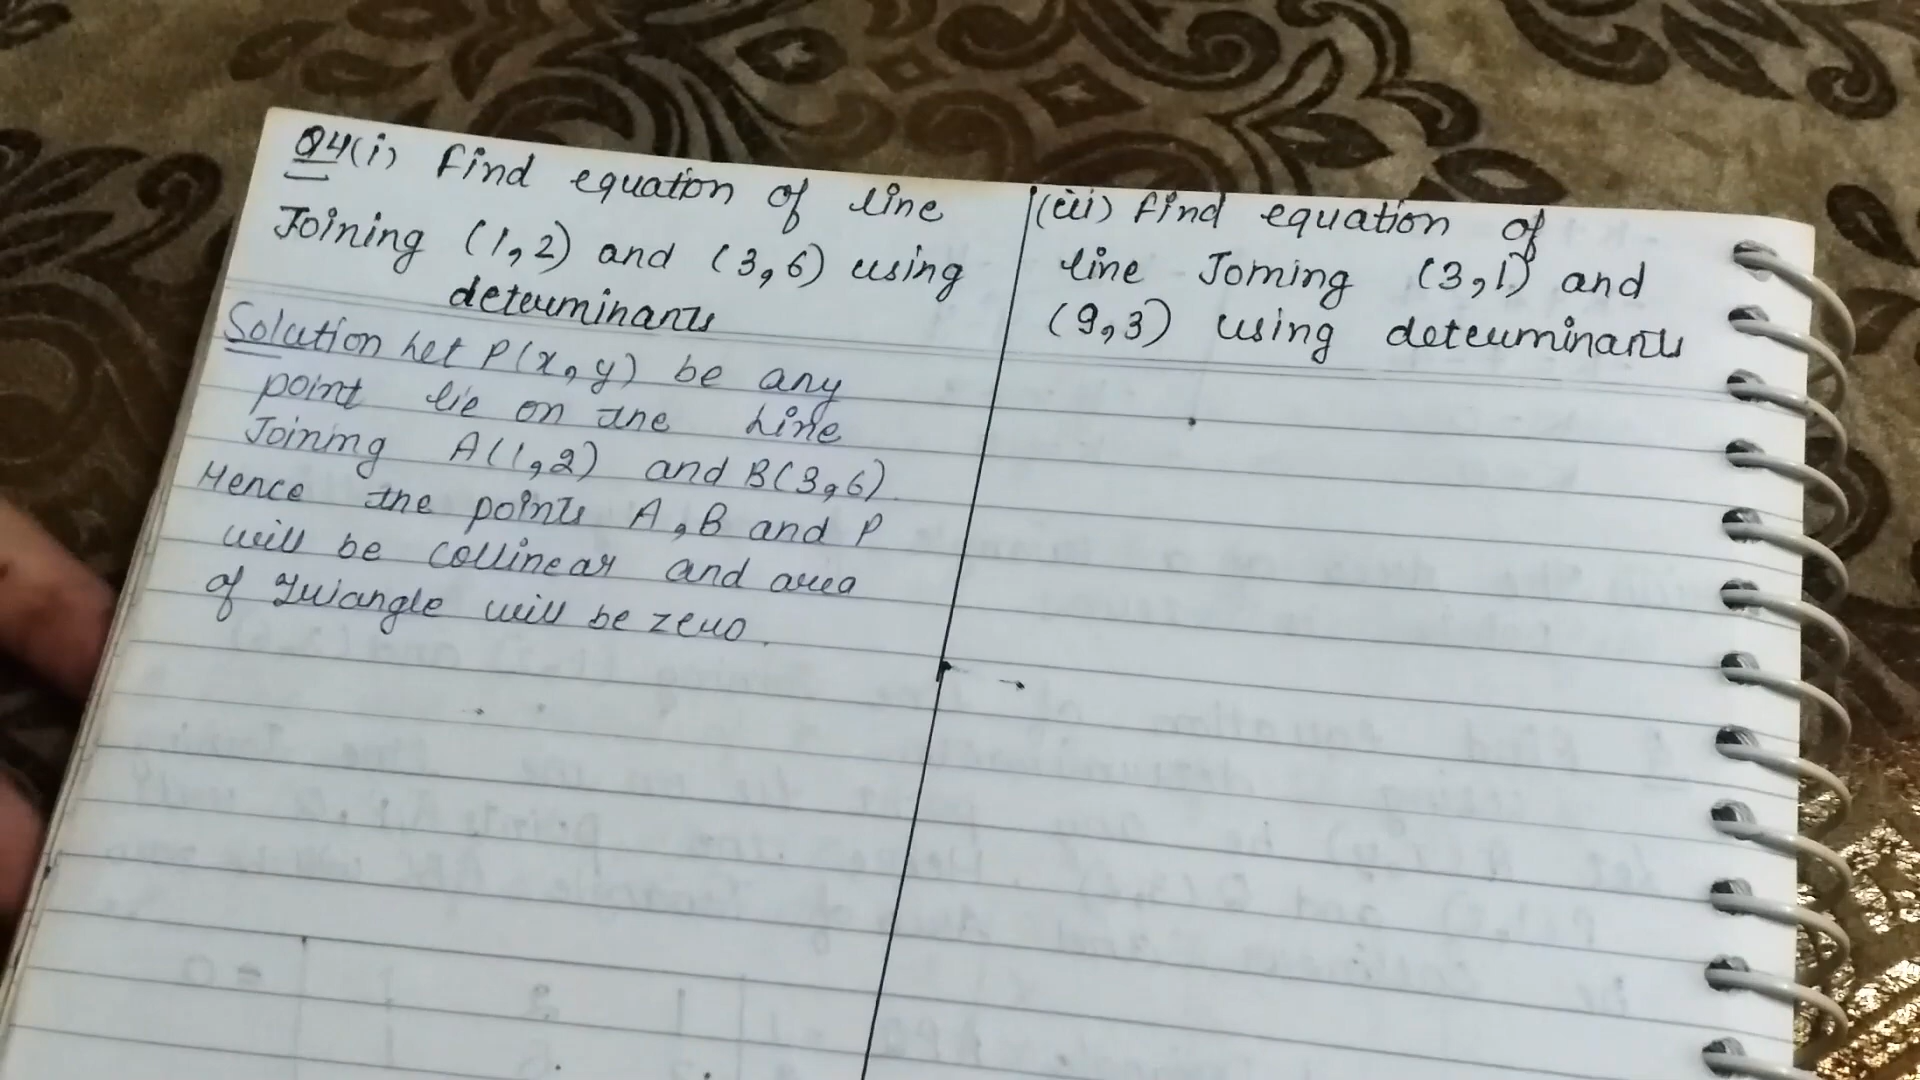 Q4(i) Find equation of line
Joining (1,2) and (3,6) using
determinants
Solution Let P(x,y) be any
point lie on the Line
Joining A(1,2) and B(3,6).
Hence the points A,B and P
will be collinear and area
of triangle will be zero.
(ii) Find equation of
line Joining (3,1) and
(9,3) using determinants